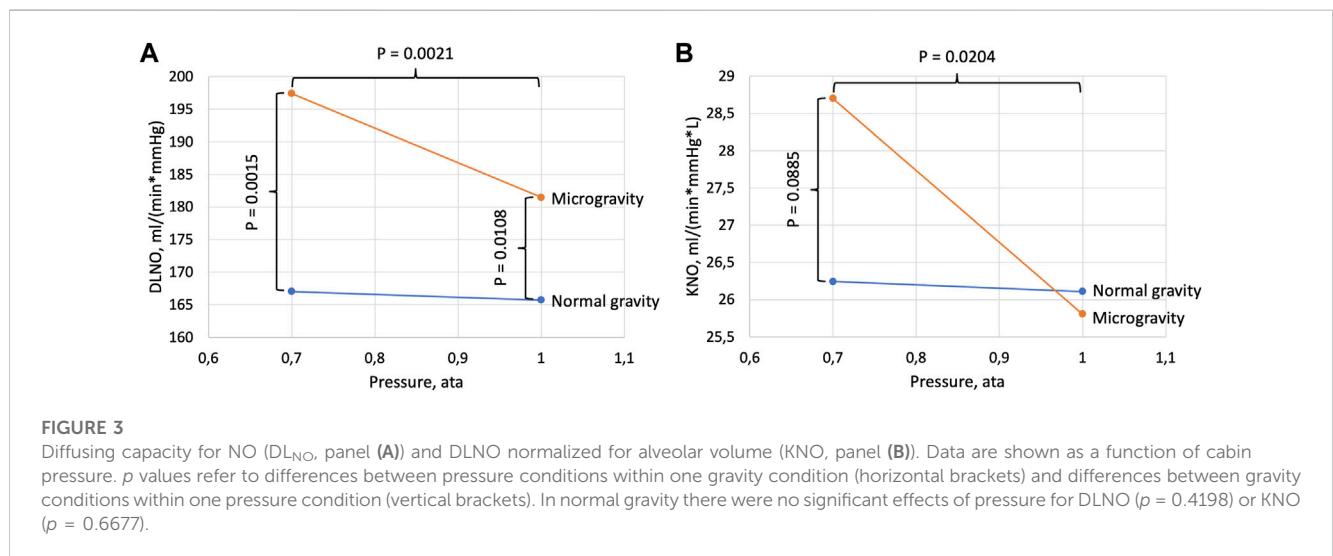 A
P = 0.0021
200
195
190
185
180
175
170
165
160
DLNO, ml/(min*mmHg)
P = 0.0015
P = 0.0108
Microgravity
Normal gravity
0,6 0,7 0,8 0,9 1 1,1
Pressure, ata
B
P = 0.0204
29
28,5
28
27,5
27
26,5
26
25,5
KNO, ml/(min*mmHg*L)
P = 0.0885
Normal gravity
Microgravity
0,6 0,7 0,8 0,9 1 1,1
Pressure, ata
FIGURE 3
Diffusing capacity for NO (DLNO, panel (A)) and DLNO normalized for alveolar volume (KNO, panel (B)). Data are shown as a function of cabin
pressure. p values refer to differences between pressure conditions within one gravity condition (horizontal brackets) and differences between gravity
conditions within one pressure condition (vertical brackets). In normal gravity there were no significant effects of pressure for DLNO (p = 0.4198) or KNO
(p = 0.6677).